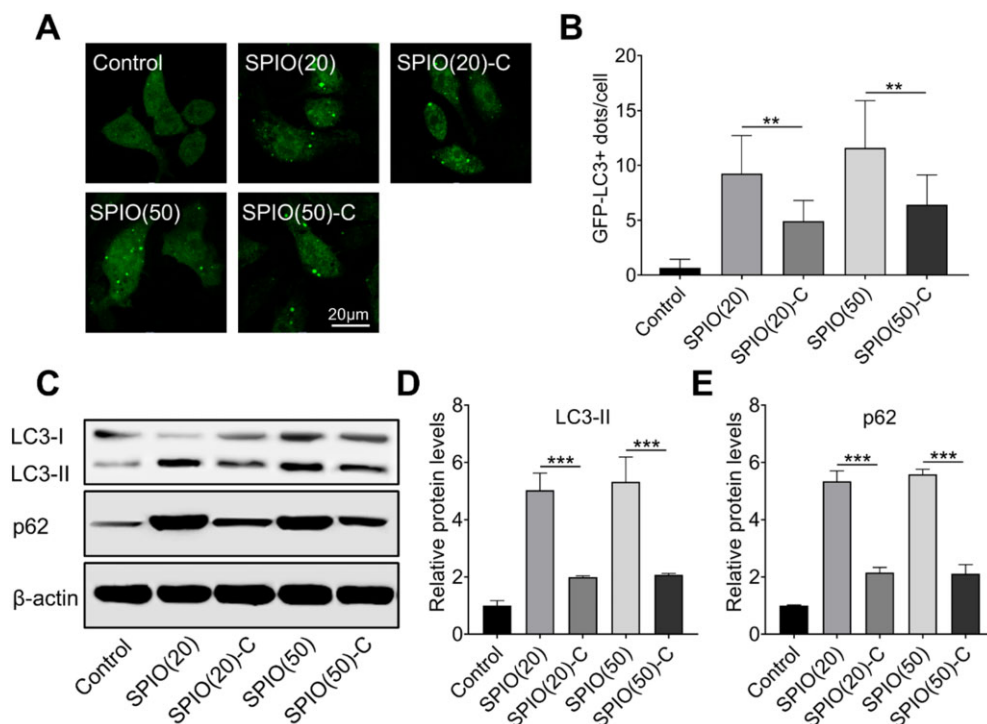 A
Control
SPIO(20)
SPIO(20)-C
SPIO(50)
SPIO(50)-C
20μm
B
GFP-LC3+ dots/cell
20
15
10
5
0
**
**
Control
SPIO(20)
SPIO(20)-C
SPIO(50)
SPIO(50)-C
C
LC3-I
LC3-II
p62
β-actin
Control
SPIO(20)
SPIO(20)-C
SPIO(50)
SPIO(50)-C
D
LC3-II
Relative protein levels
8
6
4
2
0
***
***
Control
SPIO(20)
SPIO(20)-C
SPIO(50)
SPIO(50)-C
E
p62
Relative protein levels
8
6
4
2
0
***
***
Control
SPIO(20)
SPIO(20)-C
SPIO(50)
SPIO(50)-C